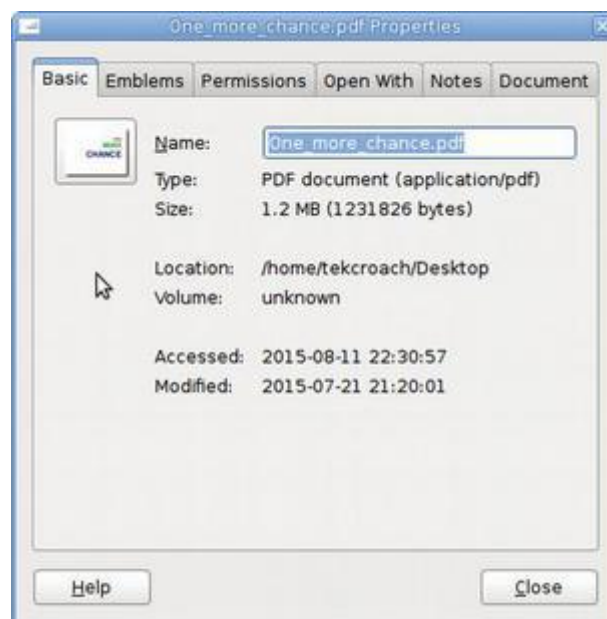 One_more_chance.pdf Properties
Basic Emblems Permissions Open With Notes Document
CHANCE
Name: One_more_chance.pdf
Type: PDF document (application/pdf)
Size: 1.2 MB (1231826 bytes)
Location: /home/tekcroach/Desktop
Volume: unknown
Accessed: 2015-08-11 22:30:57
Modified: 2015-07-21 21:20:01
Help Close